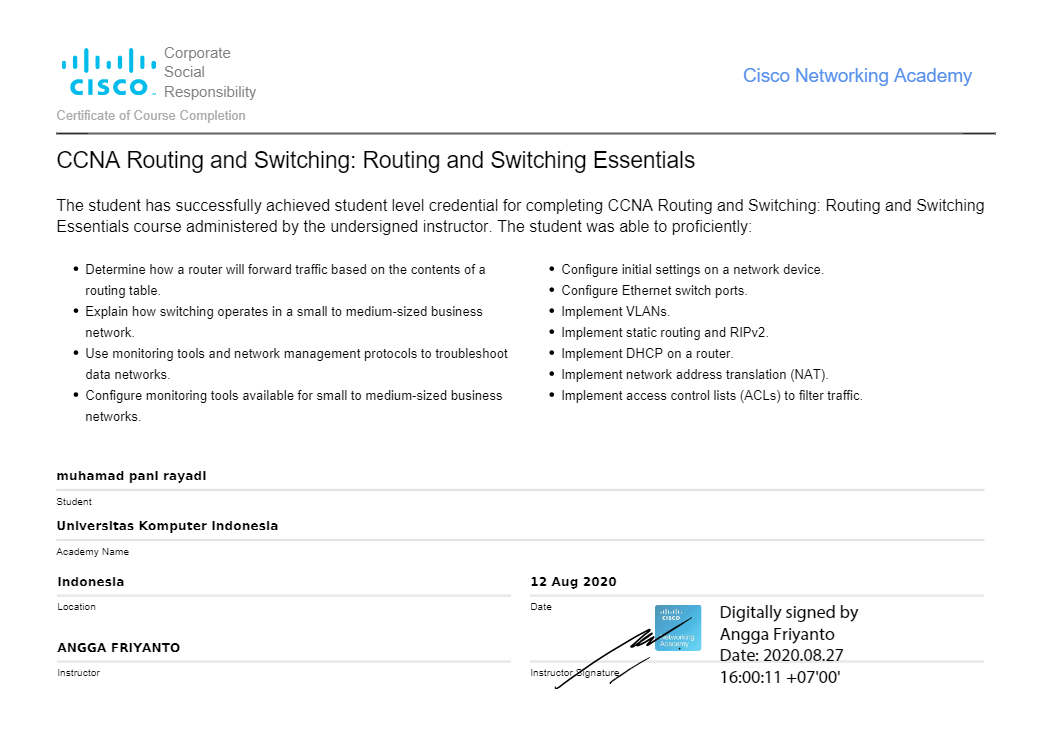 CISCO
Corporate
Social
Responsibility
Cisco Networking Academy
Certificate of Course Completion
CCNA Routing and Switching: Routing and Switching Essentials
The student has successfully achieved student level credential for completing CCNA Routing and Switching: Routing and Switching
Essentials course administered by the undersigned instructor. The student was able to proficiently:
• Determine how a router will forward traffic based on the contents of a
routing table.
• Explain how switching operates in a small to medium-sized business
network.
• Use monitoring tools and network management protocols to troubleshoot
data networks.
• Configure monitoring tools available for small to medium-sized business
networks.
• Configure initial settings on a network device.
• Configure Ethernet switch ports.
• Implement VLANs.
• Implement static routing and RIPv2.
• Implement DHCP on a router.
• Implement network address translation (NAT).
• Implement access control lists (ACLs) to filter traffic.
muhamad pani rayadi
Student
Universitas Komputer Indonesia
Academy Name
Indonesia
Location
12 Aug 2020
Date
ANGGA FRIYANTO
Instructor
Instructor Signature
CISCO
Networking
Academy
Digitally signed by
Angga Friyanto
Date: 2020.08.27
16:00:11 +07'00'